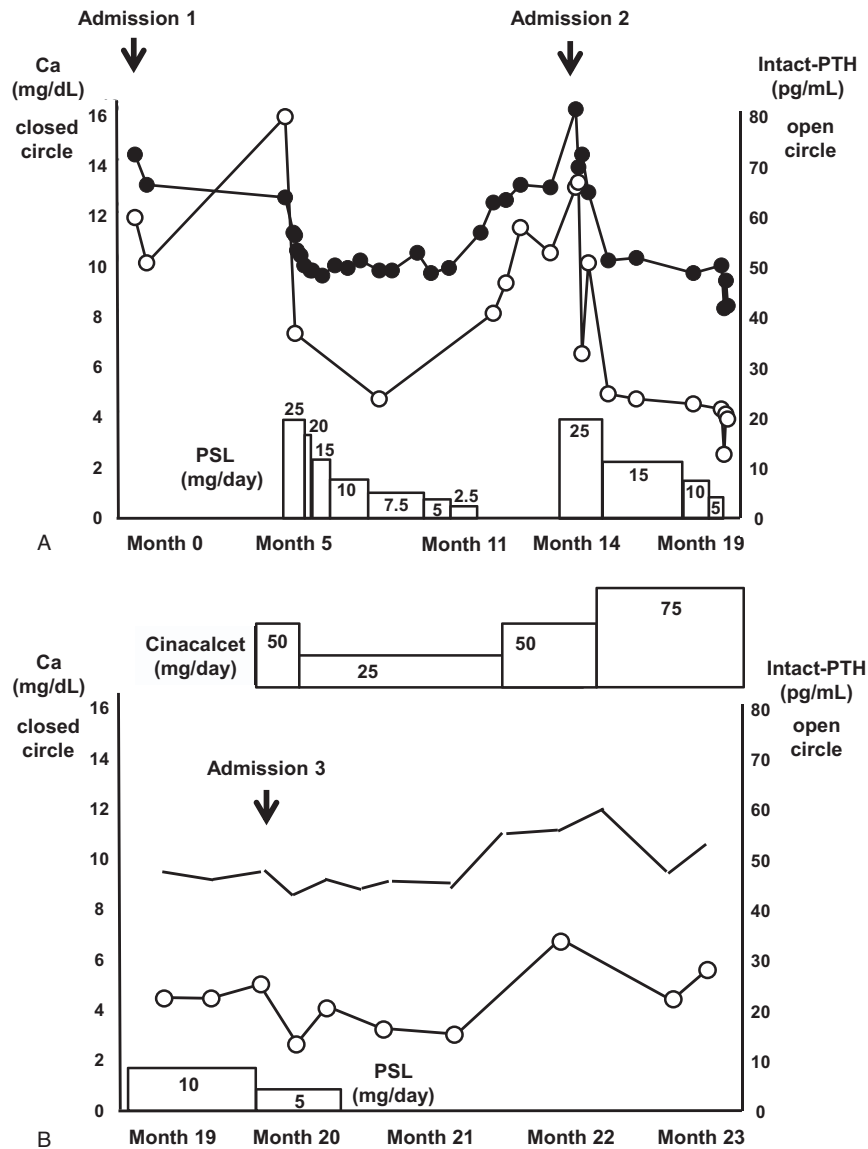 Admission 1
Admission 2
Ca
(mg/dL)
closed
circle
Intact-PTH
(pg/mL)
open
circle
16
14
12
10
8
6
4
2
0
80
70
60
50
40
30
20
10
0
PSL
(mg/day)
25
20
15
10
7.5
5
2.5
25
15
10
5
A
Month 0
Month 5
Month 11
Month 14
Month 19
Cinacalcet
(mg/day)
50
25
50
75
Ca
(mg/dL)
closed
circle
Intact-PTH
(pg/mL)
open
circle
16
14
12
10
8
6
4
2
0
80
70
60
50
40
30
20
10
0
Admission 3
10
5
PSL
(mg/day)
B
Month 19
Month 20
Month 21
Month 22
Month 23